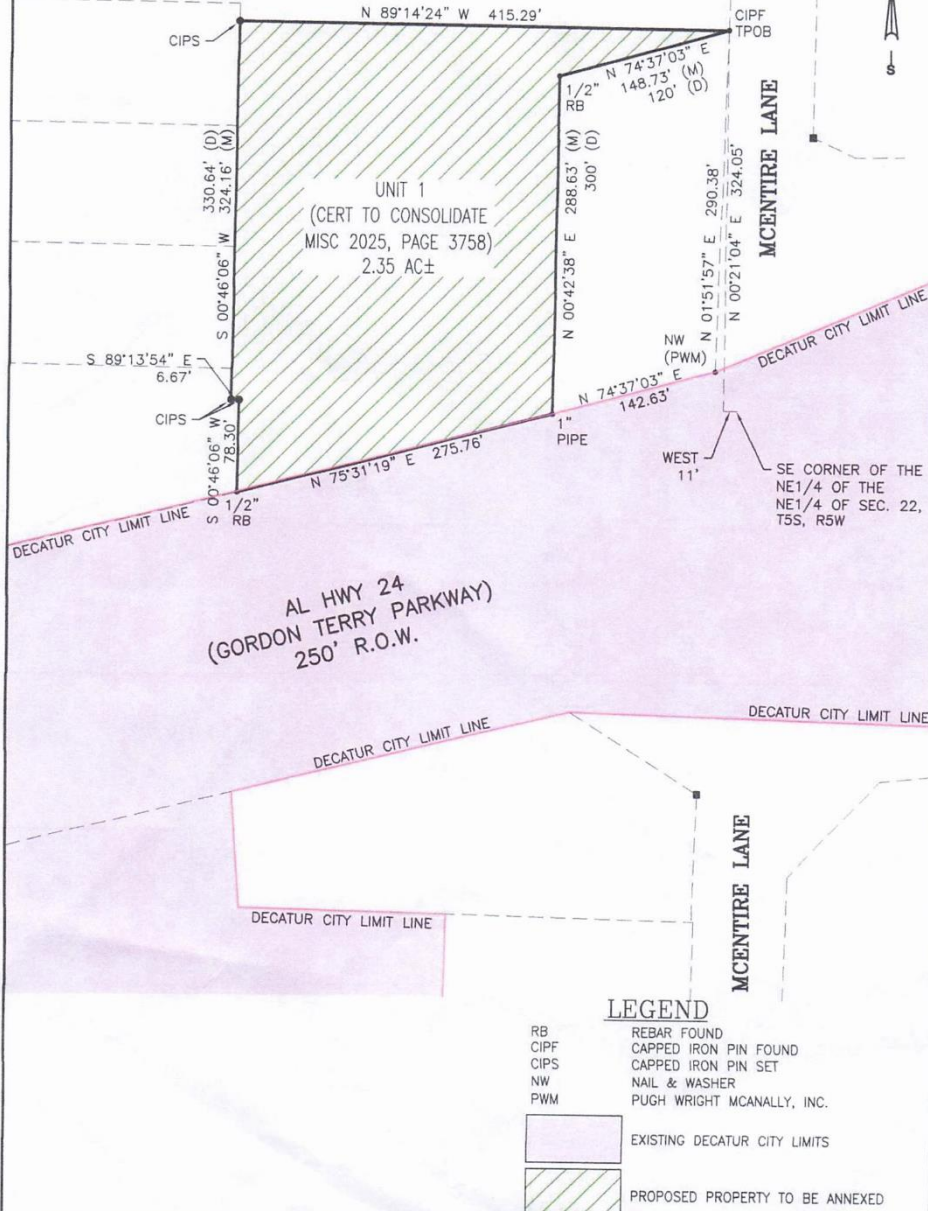 N 89°14'24" W 415.29'
CIPS
CIPF
TPOB
S
N 74°37'03" E
148.73' (M)
120' (D)
1/2"
RB
MCENTIRE LANE
330.64' (D)
324.16' (M)
S 00°46'06" W
UNIT 1
(CERT TO CONSOLIDATE
MISC 2025, PAGE 3758)
2.35 AC±
N 00°42'38" E 288.63' (M)
300' (D)
N 01°51'57" E 290.38'
N 00°21'04" E 324.05'
DECATUR CITY LIMIT LINE
NW
(PWM)
S 89°13'54" E
6.67'
CIPS
S 00°46'06" W
78.30'
N 74°37'03" E
142.63'
1"
PIPE
N 75°31'19" E 275.76'
WEST
11'
SE CORNER OF THE
NE1/4 OF THE
NE1/4 OF SEC. 22,
T5S, R5W
1/2"
RB
DECATUR CITY LIMIT LINE
AL HWY 24
(GORDON TERRY PARKWAY)
250' R.O.W.
DECATUR CITY LIMIT LINE
DECATUR CITY LIMIT LINE
MCENTIRE LANE
DECATUR CITY LIMIT LINE
LEGEND
RB REBAR FOUND
CIPF CAPPED IRON PIN FOUND
CIPS CAPPED IRON PIN SET
NW NAIL & WASHER
PWM PUGH WRIGHT MCANALLY, INC.
EXISTING DECATUR CITY LIMITS
PROPOSED PROPERTY TO BE ANNEXED